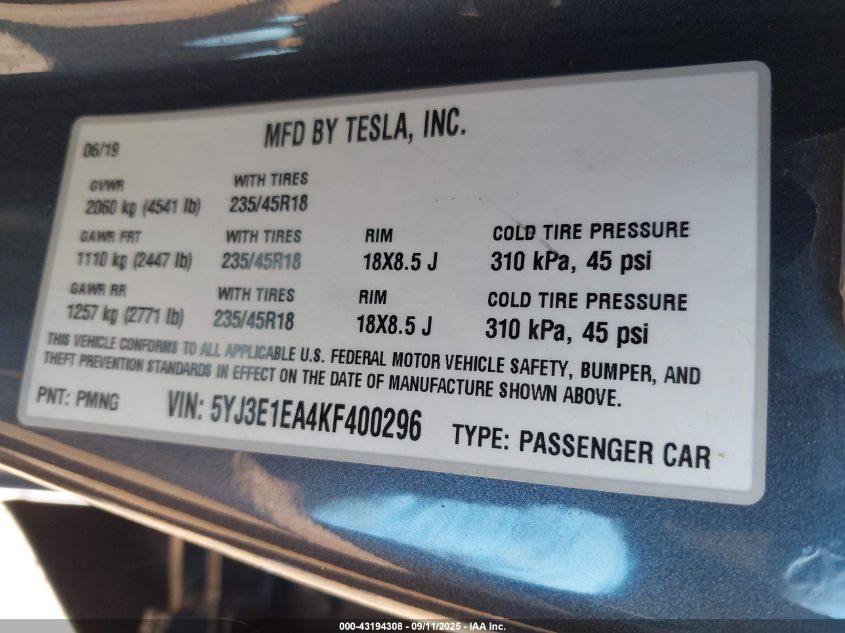 MFD BY TESLA, INC.
06/19
GVWR WITH TIRES
2060 kg (4541 lb) 235/45R18
GAWR FRT WITH TIRES RIM COLD TIRE PRESSURE
1110 kg (2447 lb) 235/45R18 18X8.5 J 310 kPa, 45 psi
GAWR RR WITH TIRES RIM COLD TIRE PRESSURE
1257 kg (2771 lb) 235/45R18 18X8.5 J 310 kPa, 45 psi
THIS VEHICLE CONFORMS TO ALL APPLICABLE U.S. FEDERAL MOTOR VEHICLE SAFETY, BUMPER, AND
THEFT PREVENTION STANDARDS IN EFFECT ON THE DATE OF MANUFACTURE SHOWN ABOVE.
PNT: PMNG VIN: 5YJ3E1EA4KF400296 TYPE: PASSENGER CAR
000-43194308 - 09/11/2025 - IAA Inc.